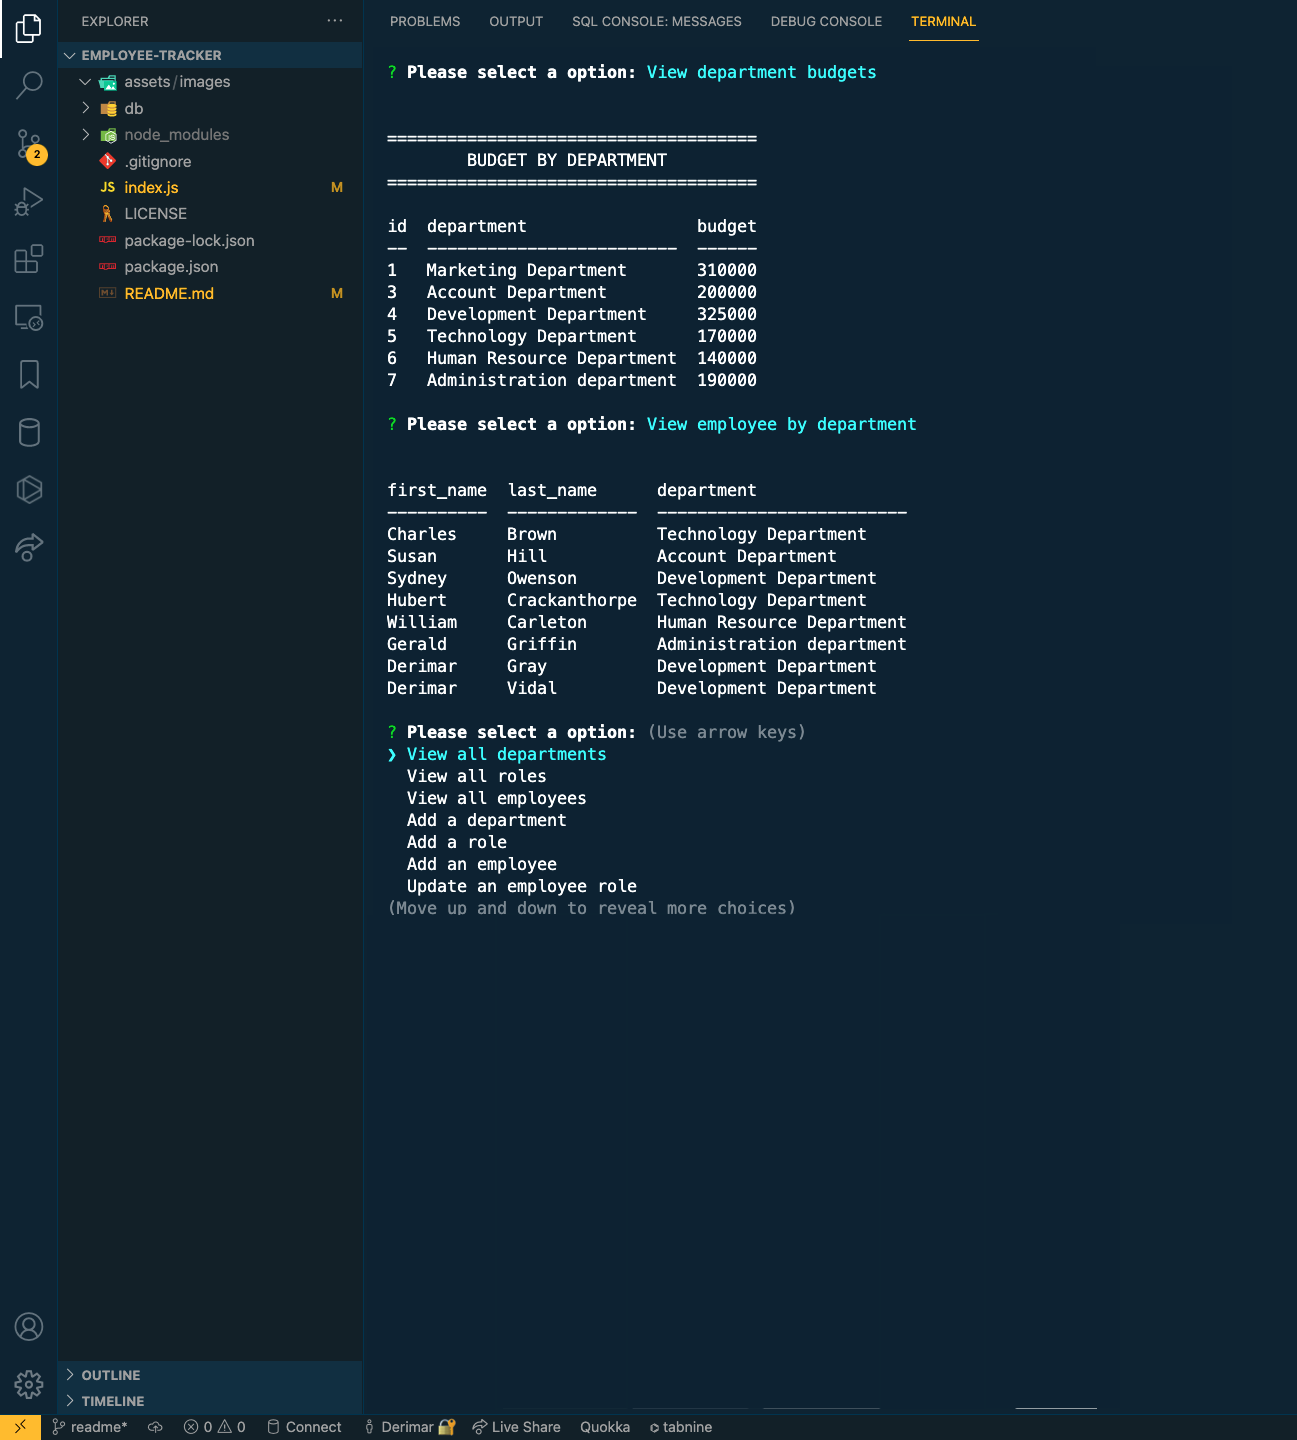 EXPLORER
EMPLOYEE-TRACKER
assets/images
db
node_modules
.gitignore
JS index.js M
LICENSE
package-lock.json
package.json
README.md M
2
OUTLINE
TIMELINE
PROBLEMS OUTPUT SQL CONSOLE: MESSAGES DEBUG CONSOLE TERMINAL
? Please select a option: View department budgets
=====================================
BUDGET BY DEPARTMENT
=====================================
id department budget
-- ------------------------- ------
1 Marketing Department 310000
3 Account Department 200000
4 Development Department 325000
5 Technology Department 170000
6 Human Resource Department 140000
7 Administration department 190000
? Please select a option: View employee by department
first_name last_name department
---------- ------------- -------------------------
Charles Brown Technology Department
Susan Hill Account Department
Sydney Owenson Development Department
Hubert Crackanthorpe Technology Department
William Carleton Human Resource Department
Gerald Griffin Administration department
Derimar Gray Development Department
Derimar Vidal Development Department
? Please select a option: (Use arrow keys)
❯ View all departments
View all roles
View all employees
Add a department
Add a role
Add an employee
Update an employee role
(Move up and down to reveal more choices)
readme* 0 0 Connect Derimar Live Share Quokka tabnine